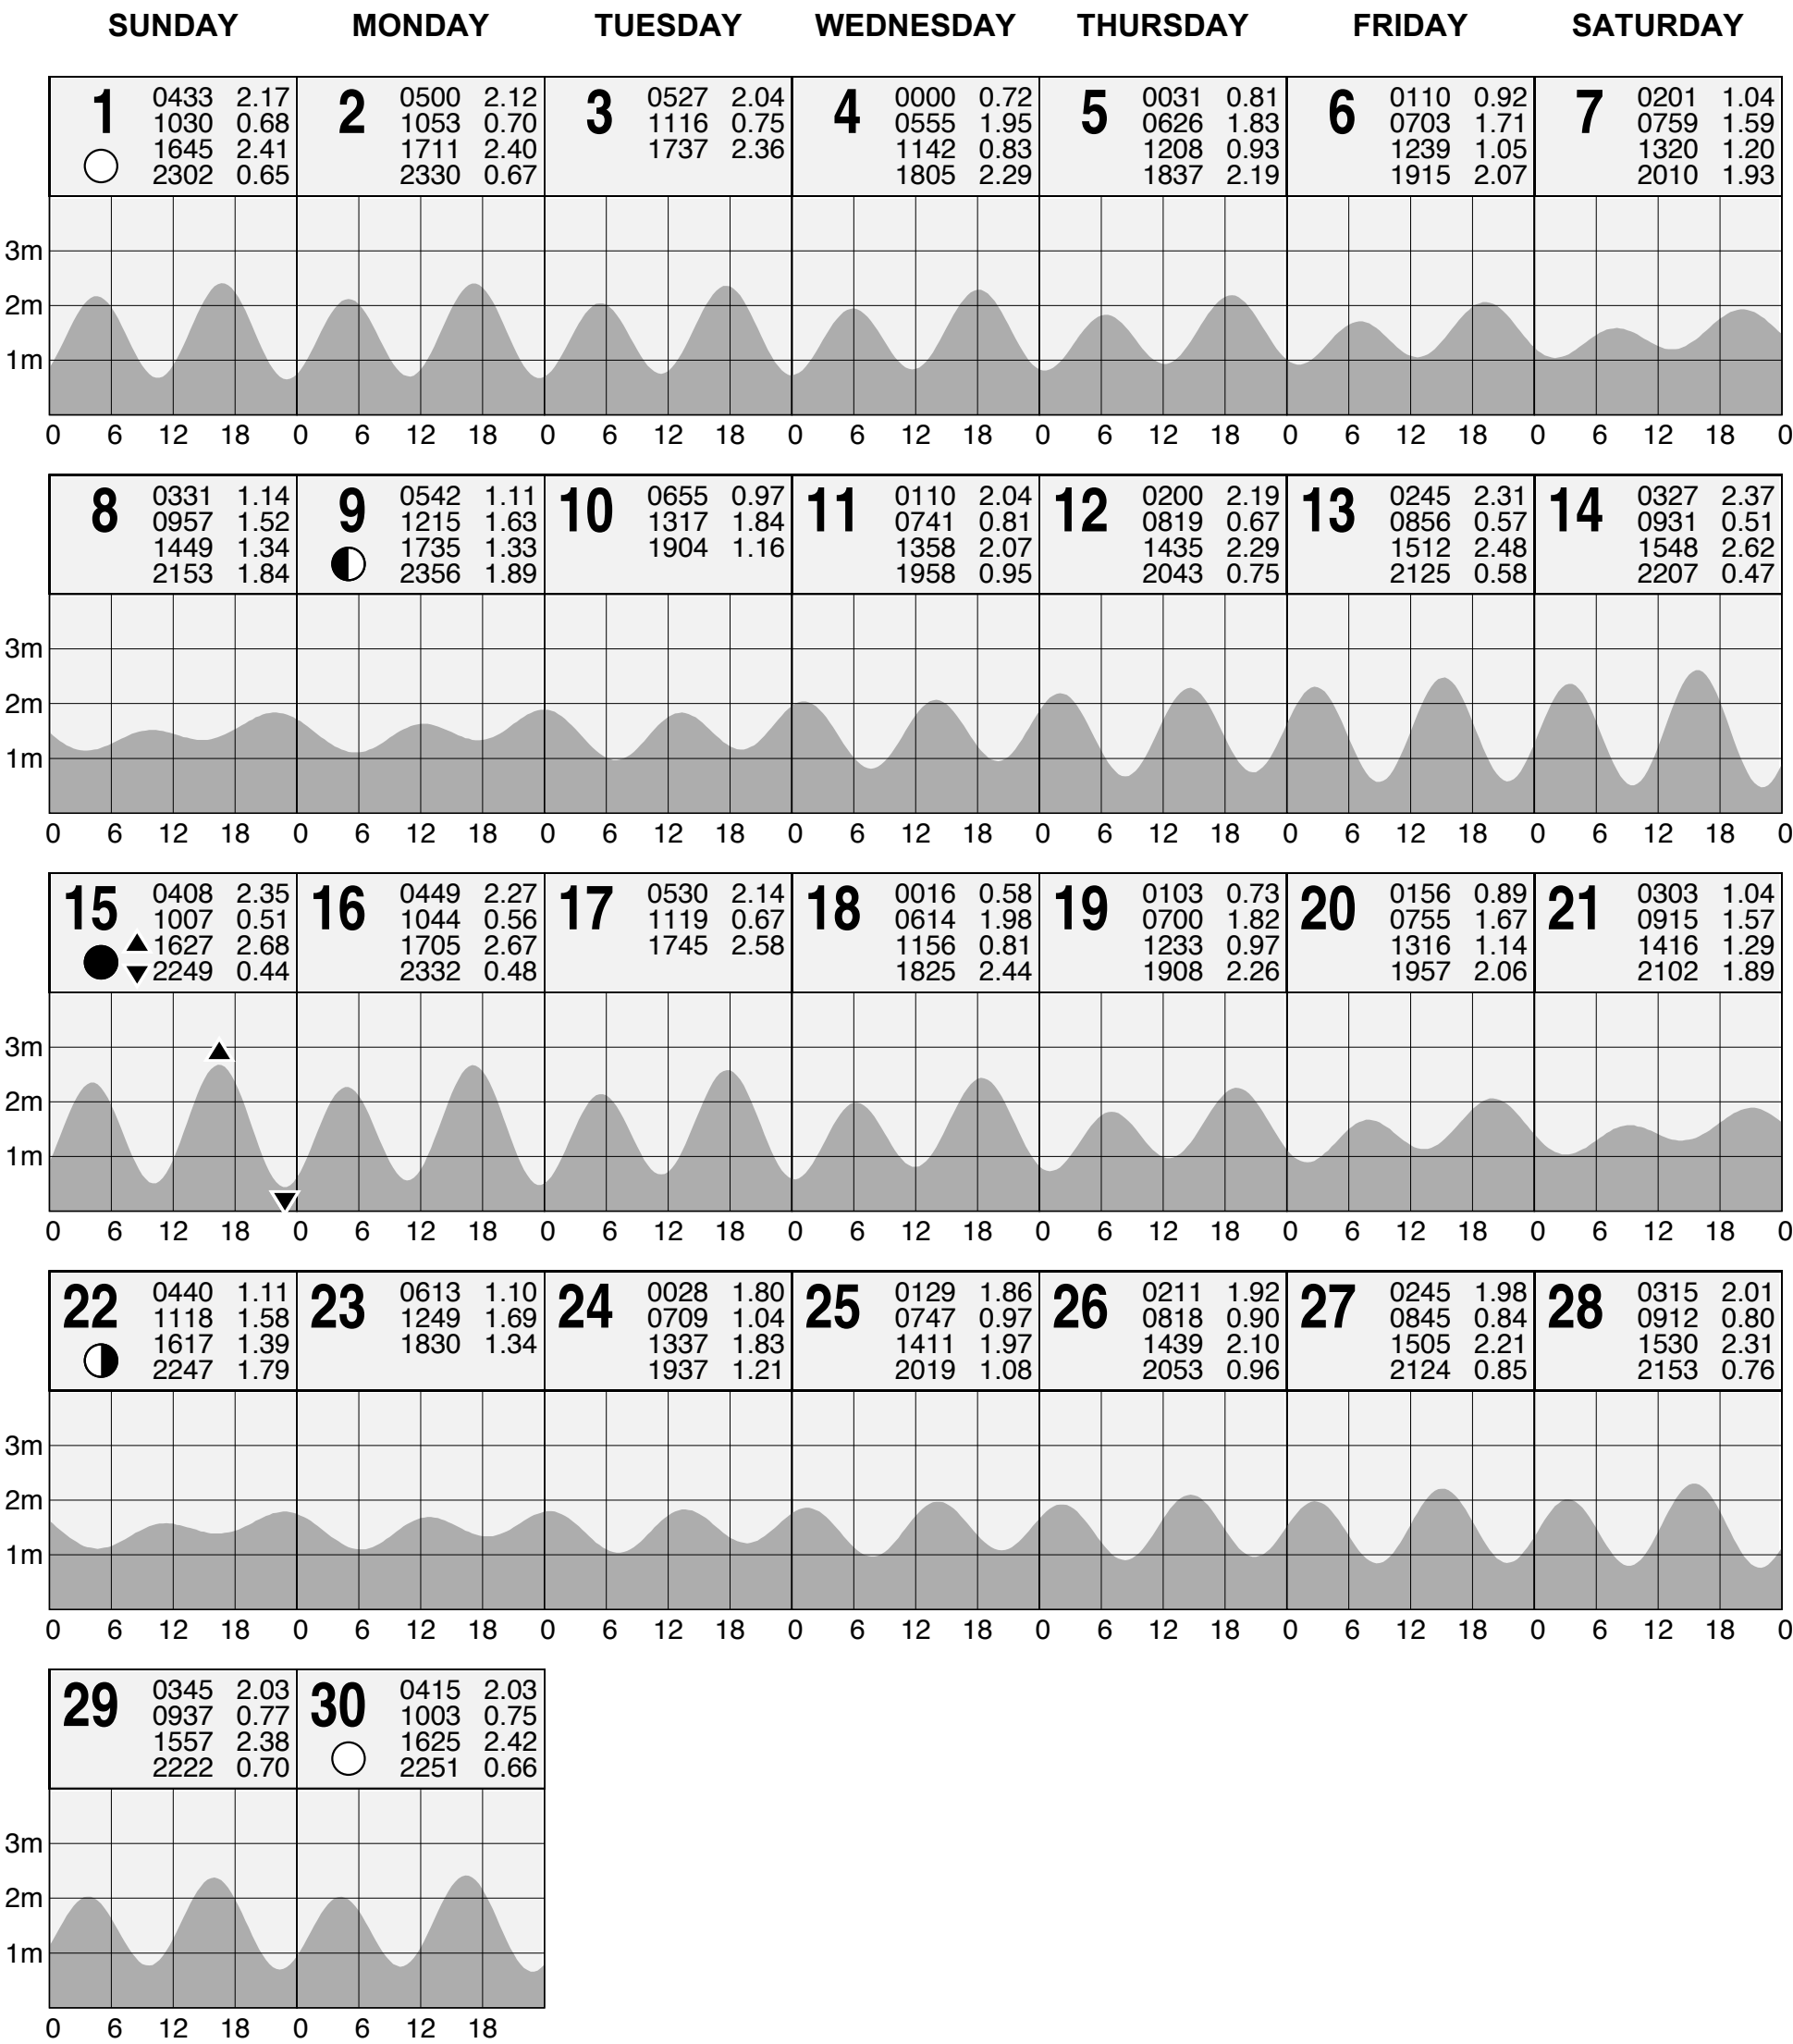 SUNDAY MONDAY TUESDAY WEDNESDAY THURSDAY FRIDAY SATURDAY
1 0433 2.17
1030 0.68
1645 2.41
2302 0.65
2 0500 2.12
1053 0.70
1711 2.40
2330 0.67
3 0527 2.04
1116 0.75
1737 2.36
4 0000 0.72
0555 1.95
1142 0.83
1805 2.29
5 0031 0.81
0626 1.83
1208 0.93
1837 2.19
6 0110 0.92
0703 1.71
1239 1.05
1915 2.07
7 0201 1.04
0759 1.59
1320 1.20
2010 1.93
3m
2m
1m
0 6 12 18 0 6 12 18 0 6 12 18 0 6 12 18 0 6 12 18 0 6 12 18 0 6 12 18 0
8 0331 1.14
0957 1.52
1449 1.34
2153 1.84
9 0542 1.11
1215 1.63
1735 1.33
2356 1.89
10 0655 0.97
1317 1.84
1904 1.16
11 0110 2.04
0741 0.81
1358 2.07
1958 0.95
12 0200 2.19
0819 0.67
1435 2.29
2043 0.75
13 0245 2.31
0856 0.57
1512 2.48
2125 0.58
14 0327 2.37
0931 0.51
1548 2.62
2207 0.47
3m
2m
1m
0 6 12 18 0 6 12 18 0 6 12 18 0 6 12 18 0 6 12 18 0 6 12 18 0 6 12 18 0
15 0408 2.35
1007 0.51
1627 2.68
2249 0.44
16 0449 2.27
1044 0.56
1705 2.67
2332 0.48
17 0530 2.14
1119 0.67
1745 2.58
18 0016 0.58
0614 1.98
1156 0.81
1825 2.44
19 0103 0.73
0700 1.82
1233 0.97
1908 2.26
20 0156 0.89
0755 1.67
1316 1.14
1957 2.06
21 0303 1.04
0915 1.57
1416 1.29
2102 1.89
3m
2m
1m
0 6 12 18 0 6 12 18 0 6 12 18 0 6 12 18 0 6 12 18 0 6 12 18 0 6 12 18 0
22 0440 1.11
1118 1.58
1617 1.39
2247 1.79
23 0613 1.10
1249 1.69
1830 1.34
24 0028 1.80
0709 1.04
1337 1.83
1937 1.21
25 0129 1.86
0747 0.97
1411 1.97
2019 1.08
26 0211 1.92
0818 0.90
1439 2.10
2053 0.96
27 0245 1.98
0845 0.84
1505 2.21
2124 0.85
28 0315 2.01
0912 0.80
1530 2.31
2153 0.76
3m
2m
1m
0 6 12 18 0 6 12 18 0 6 12 18 0 6 12 18 0 6 12 18 0 6 12 18 0 6 12 18 0
29 0345 2.03
0937 0.77
1557 2.38
2222 0.70
30 0415 2.03
1003 0.75
1625 2.42
2251 0.66
3m
2m
1m
0 6 12 18 0 6 12 18